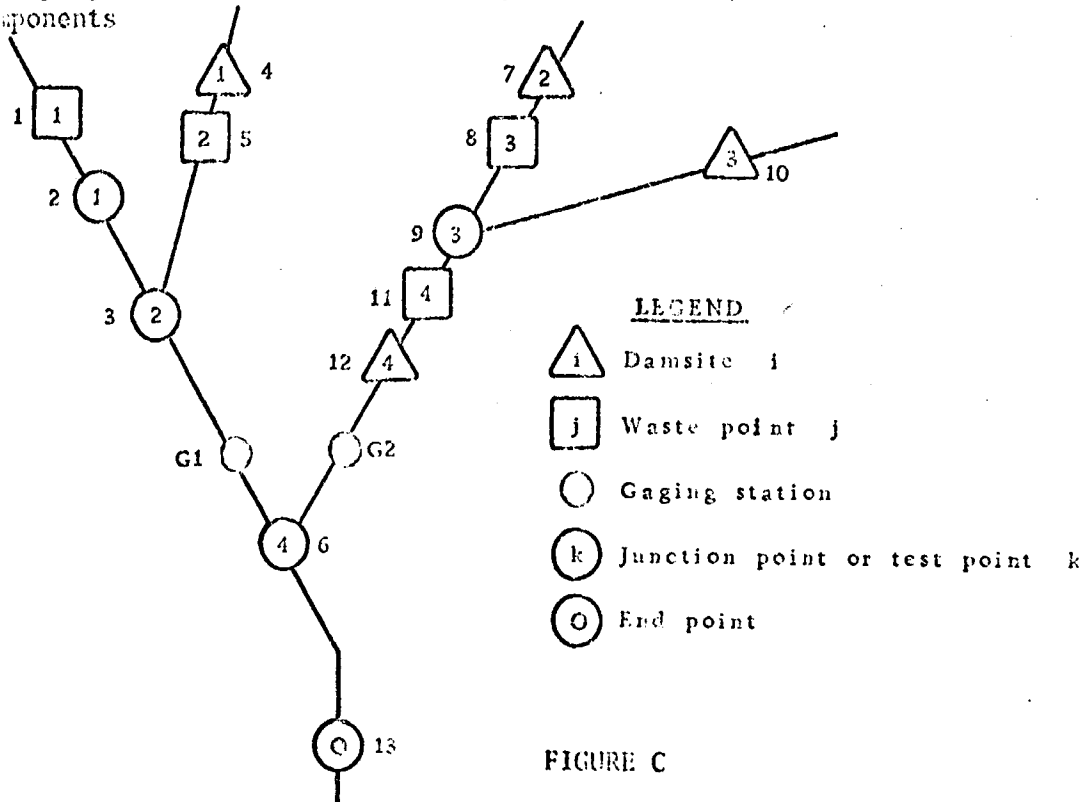 mponents
1 4
7 2
1 1
2 5
8 3
3 10
2 1
9 3
3 2
11 4
12 4
G1
G2
4 6
O 13
LEGEND
i Damsite i
j Waste point j
Gaging station
k Junction point or test point k
O End point
FIGURE C